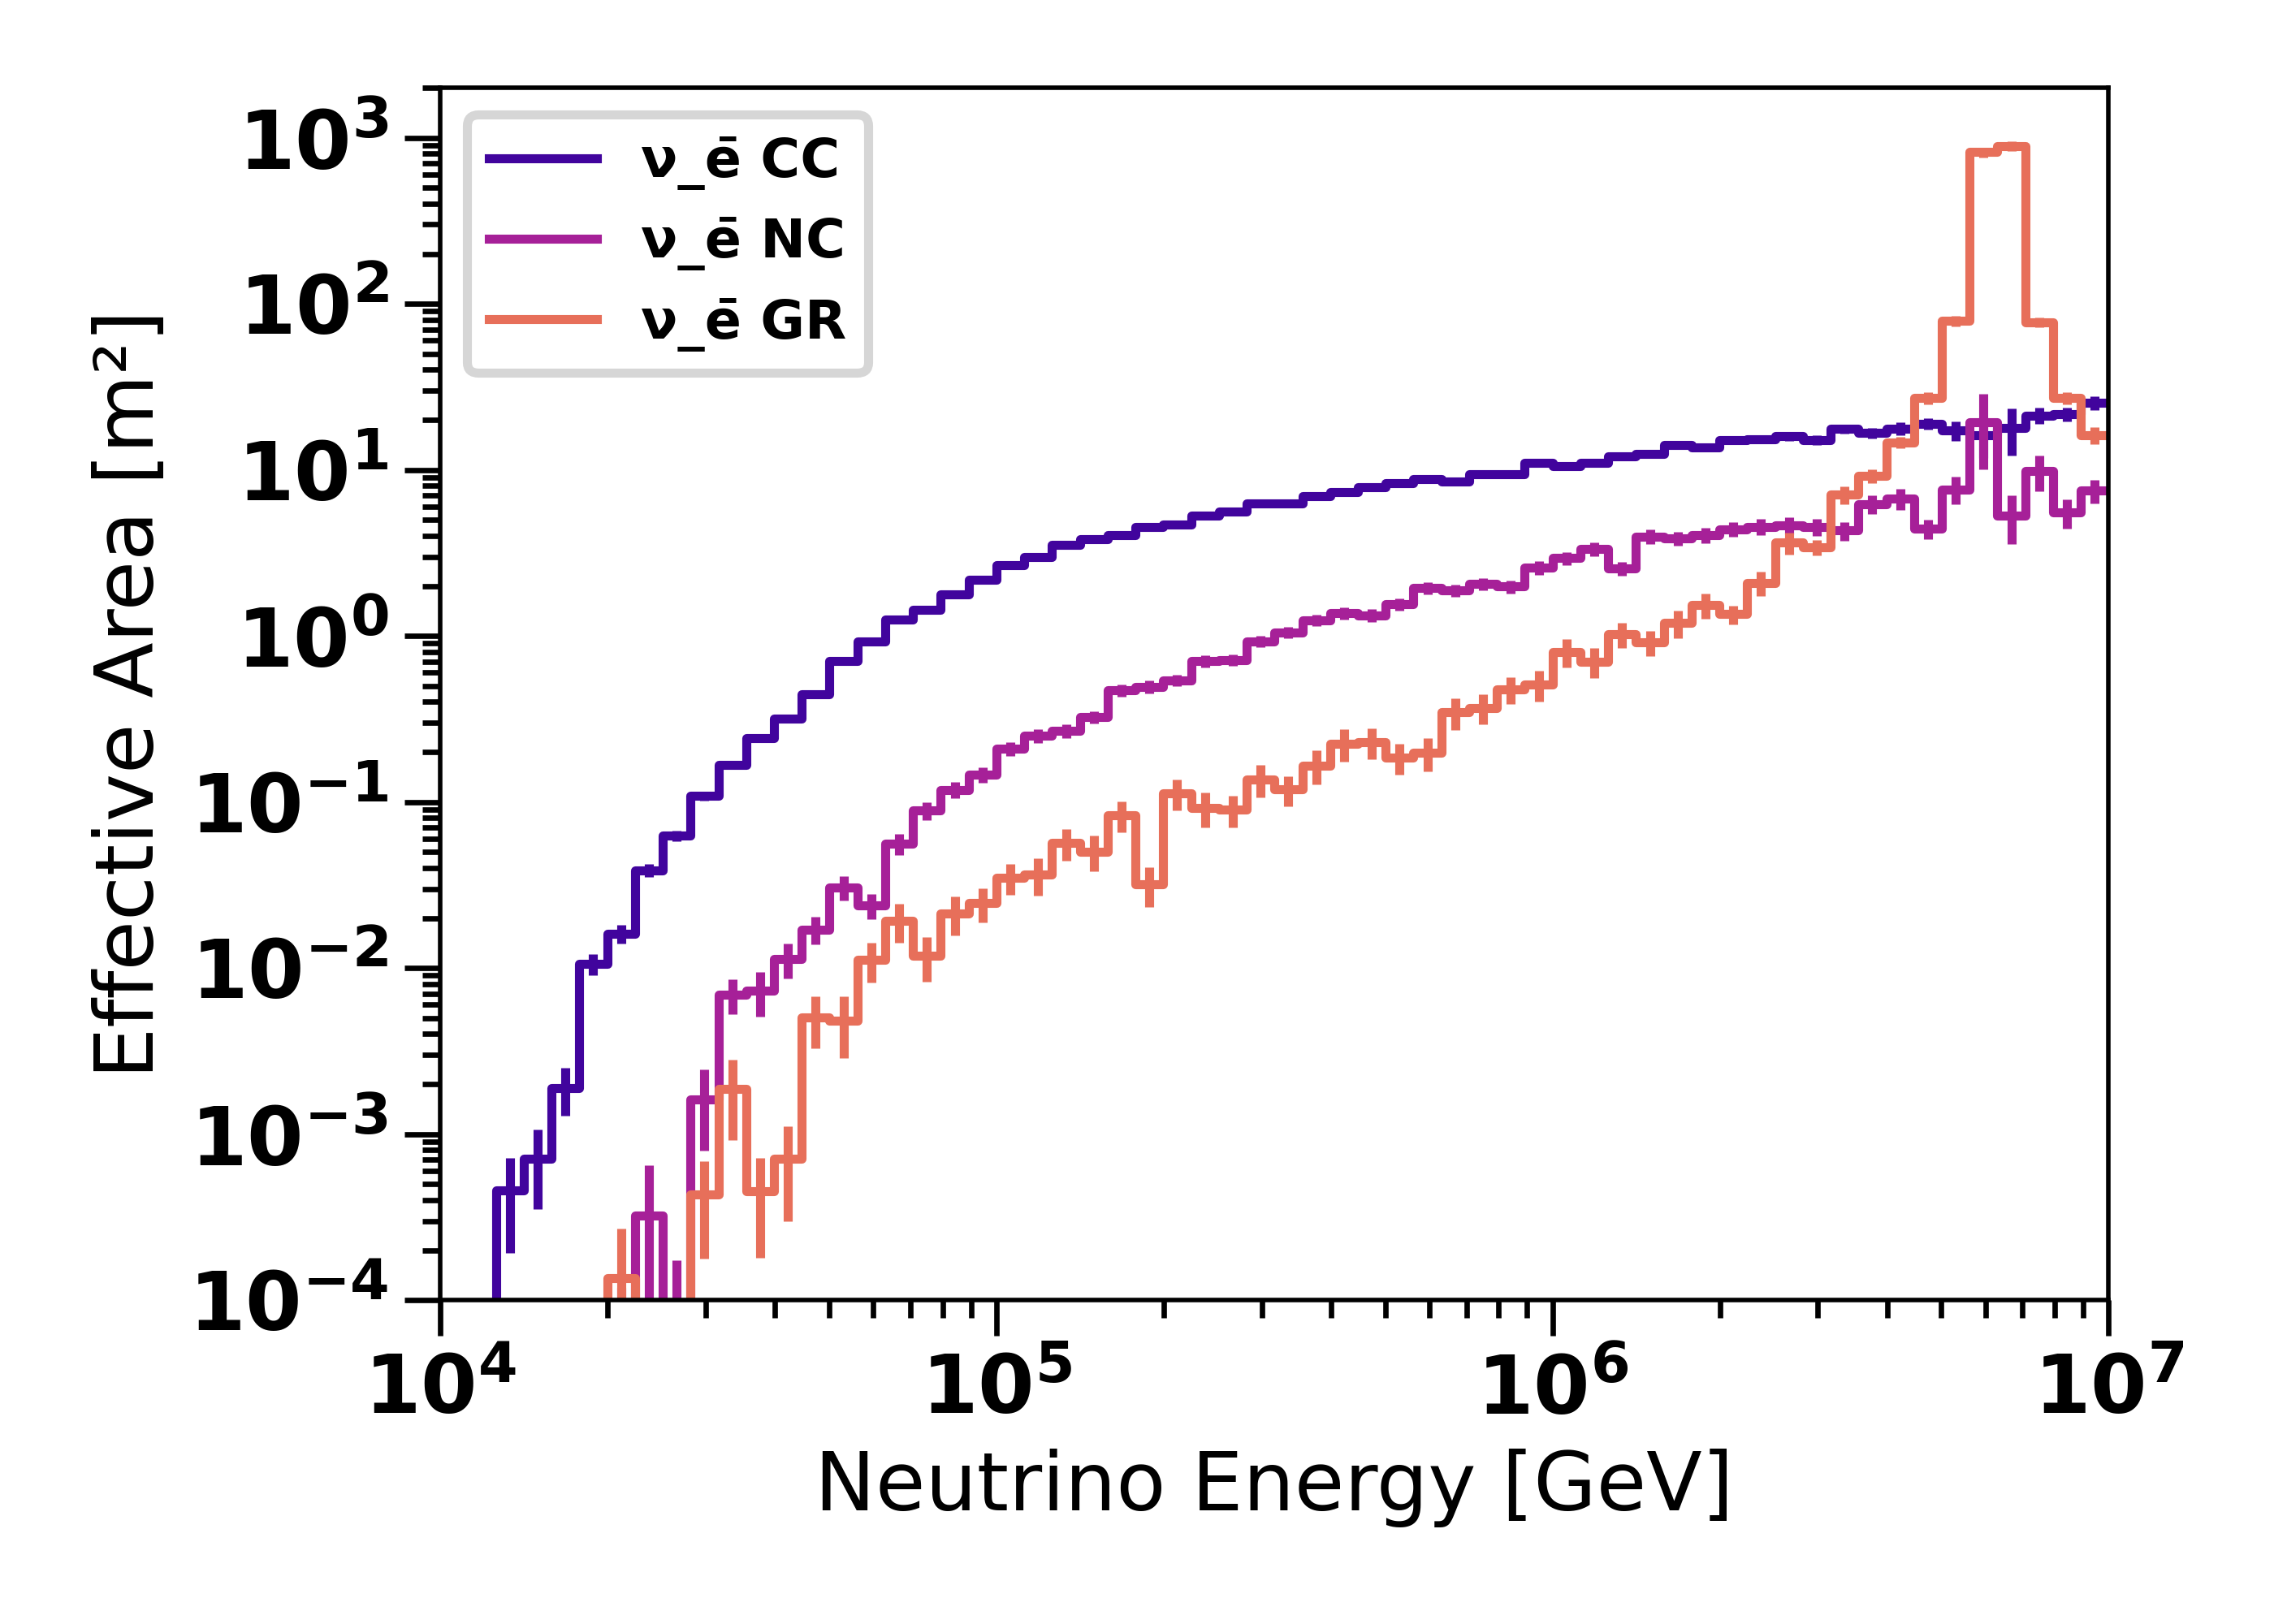 Effective Area [m²]
10³
10²
10¹
10⁰
10⁻¹
10⁻²
10⁻³
10⁻⁴
ν_ē CC
ν_ē NC
ν_ē GR
10⁴ 10⁵ 10⁶ 10⁷
Neutrino Energy [GeV]